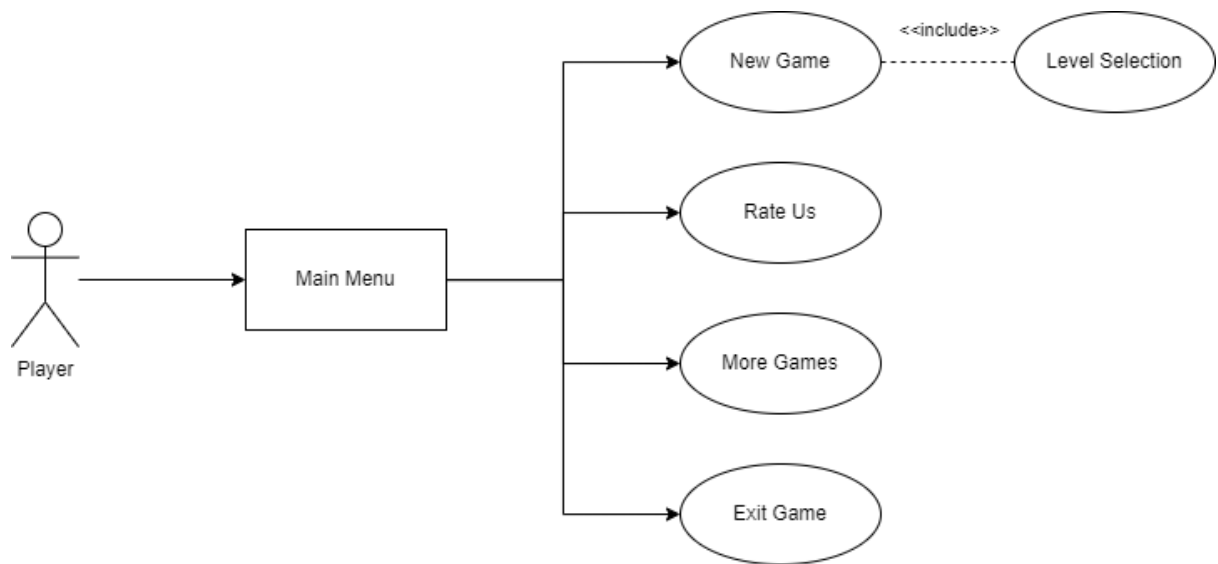 <<include>>
New Game
Level Selection
Rate Us
Main Menu
Player
More Games
Exit Game